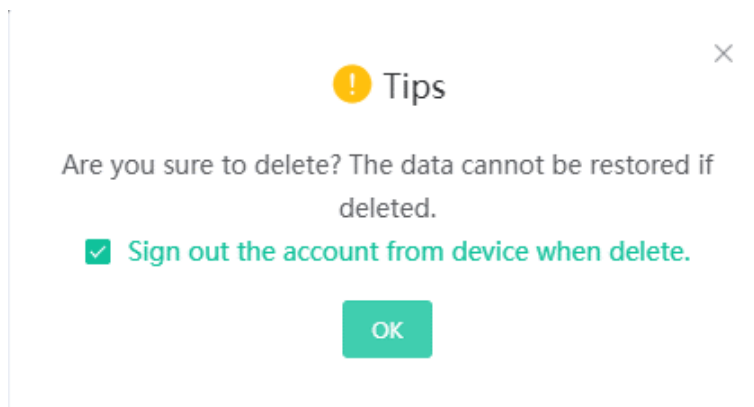 Tips
Are you sure to delete? The data cannot be restored if
deleted.
Sign out the account from device when delete.
OK